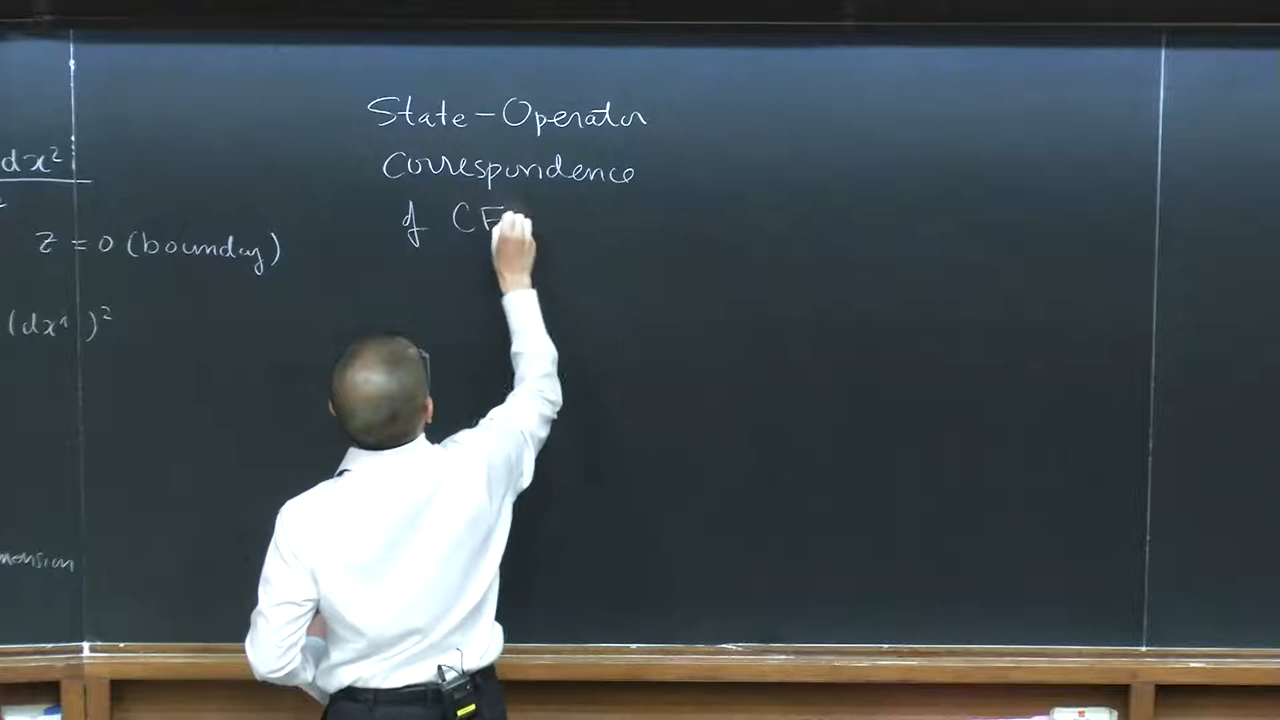 dx²
z = 0 (boundary)
(dx¹)²
mension
State-Operator
Correspondence
of CF